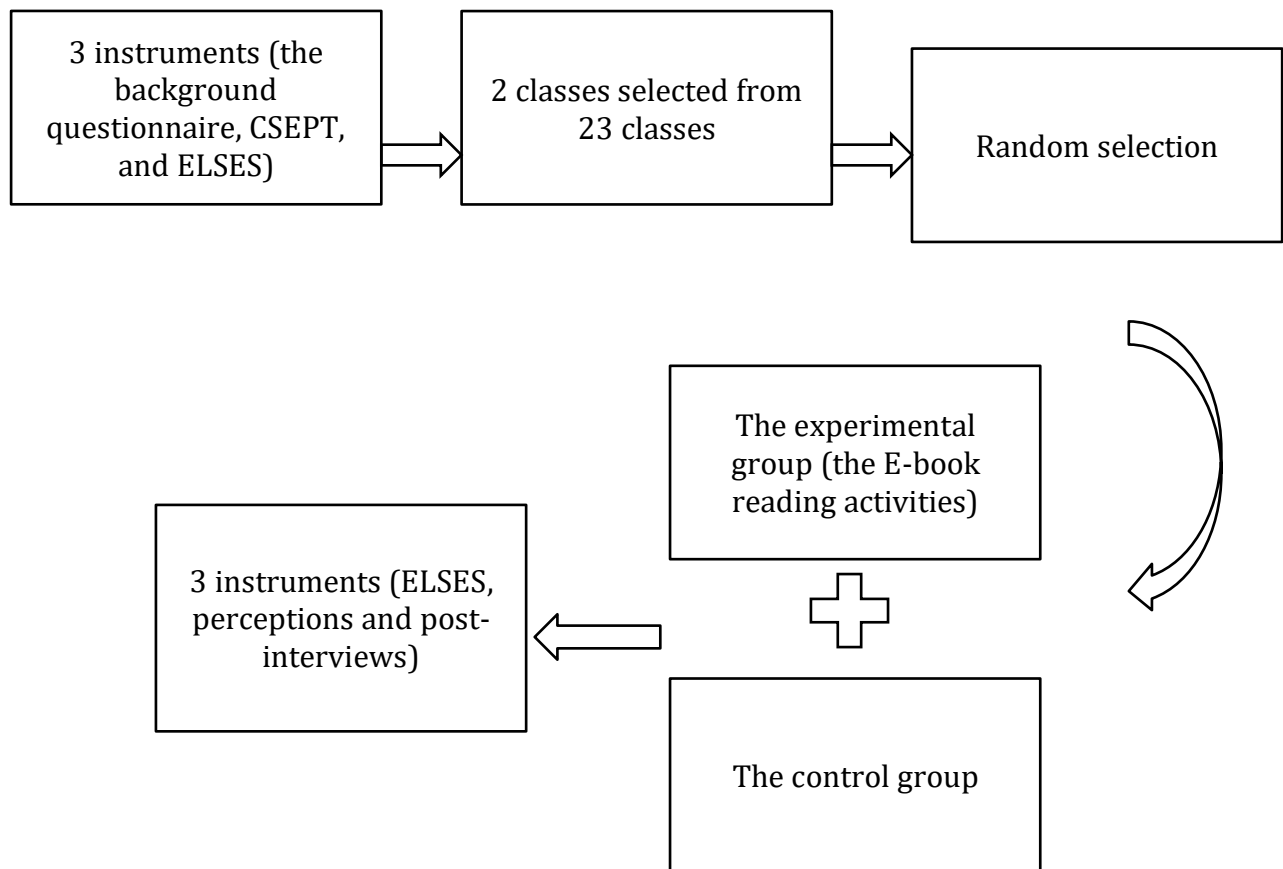 3 instruments (the
background
questionnaire, CSEPT,
and ELSES)
2 classes selected from
23 classes
Random selection
The experimental
group (the E-book
reading activities)
3 instruments (ELSES,
perceptions and post-
interviews)
The control group